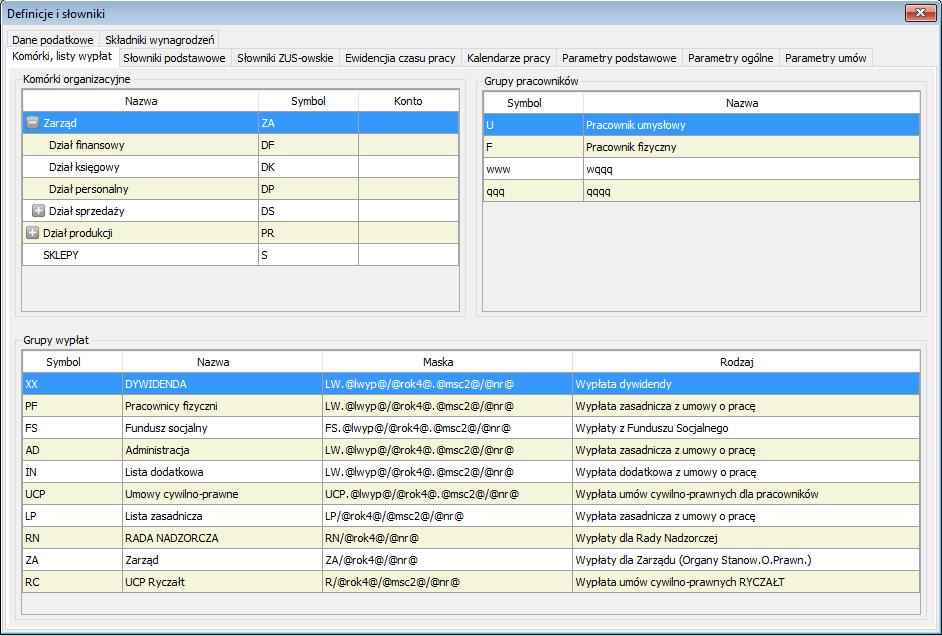 Definicje i słowniki
Dane podatkowe Składniki wynagrodzeń
Komórki, listy wypłat Słowniki podstawowe Słowniki ZUS-owskie Ewidencja czasu pracy Kalendarze pracy Parametry podstawowe Parametry ogólne Parametry umów
Komórki organizacyjne
Nazwa Symbol Konto
Zarząd ZA
Dział finansowy DF
Dział księgowy DK
Dział personalny DP
Dział sprzedaży DS
Dział produkcji PR
SKLEPY S
Grupy pracowników
Symbol Nazwa
U Pracownik umysłowy
F Pracownik fizyczny
www wqqq
qqq qqqq
Grupy wypłat
Symbol Nazwa Maska Rodzaj
XX DYWIDENDA LW.@lwyp@/@rok4@.@msc2@/@nr@ Wypłata dywidendy
PF Pracownicy fizyczni LW.@lwyp@/@rok4@.@msc2@/@nr@ Wypłata zasadnicza z umowy o pracę
FS Fundusz socjalny FS.@lwyp@/@rok4@.@msc2@/@nr@ Wypłaty z Funduszu Socjalnego
AD Administracja LW.@lwyp@/@rok4@.@msc2@/@nr@ Wypłata zasadnicza z umowy o pracę
IN Lista dodatkowa LW.@lwyp@/@rok4@.@msc2@/@nr@ Wypłata dodatkowa z umowy o pracę
UCP Umowy cywilno-prawne UCP.@lwyp@/@rok4@.@msc2@/@nr@ Wypłata umów cywilno-prawnych dla pracowników
LP Lista zasadnicza LP/@rok4@/@msc2@/@nr@ Wypłata zasadnicza z umowy o pracę
RN RADA NADZORCZA RN/@rok4@/@nr@ Wypłaty dla Rady Nadzorczej
ZA Zarząd ZA/@rok4@/@nr@ Wypłaty dla Zarządu (Organy Stanow.O.Prawn.)
RC UCP Ryczałt R/@rok4@/@msc2@/@nr@ Wypłata umów cywilno-prawnych RYCZAŁT